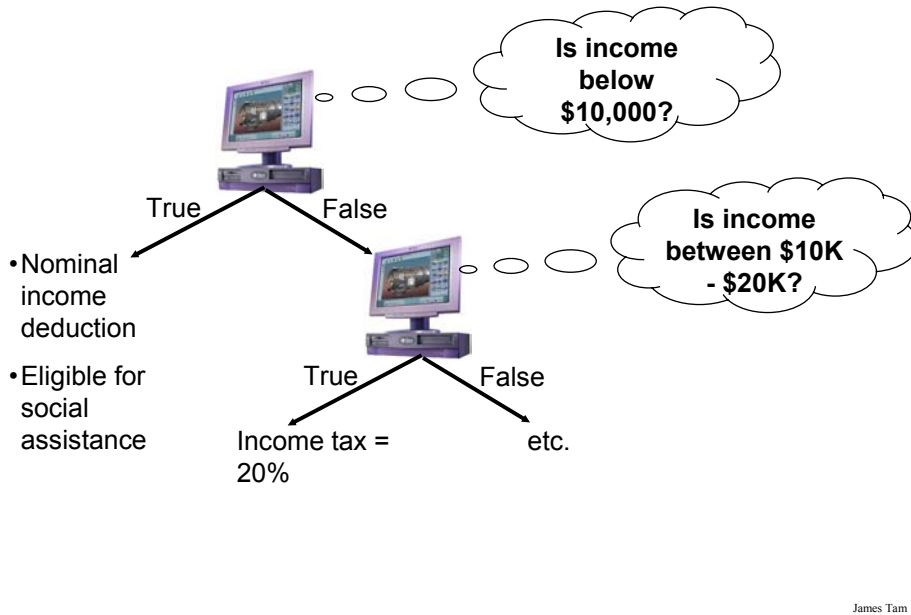 Is income
below
$10,000?
True
False
•Nominal
income
deduction
•Eligible for
social
assistance
Is income
between $10K
- $20K?
True
False
Income tax =
20%
etc.
James Tam